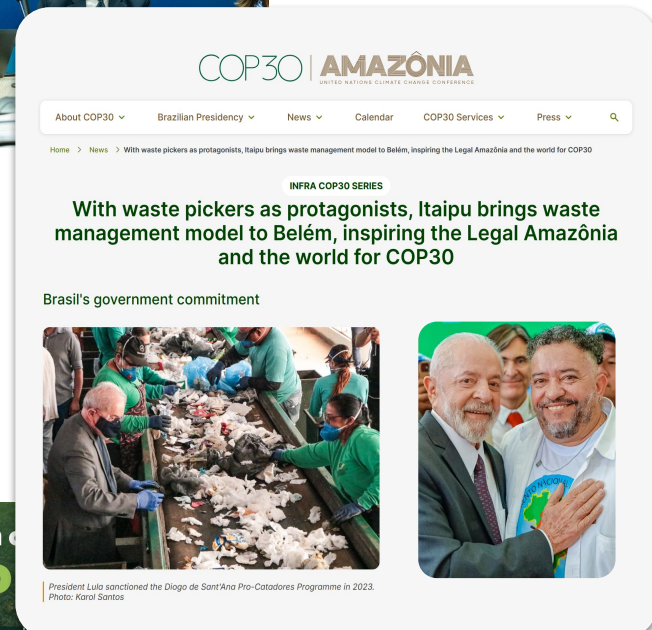 COP30 | AMAZÔNIA
UNITED NATIONS CLIMATE CHANGE CONFERENCE
About COP30 Brazilian Presidency News Calendar COP30 Services Press
Home > News > With waste pickers as protagonists, Itaipu brings waste management model to Belém, inspiring the Legal Amazônia and the world for COP30
INFRA COP30 SERIES
With waste pickers as protagonists, Itaipu brings waste
management model to Belém, inspiring the Legal Amazônia
and the world for COP30
Brasil's government commitment
President Lula sanctioned the Diogo de Sant'Ana Pro-Catadores Programme in 2023.
Photo: Karol Santos